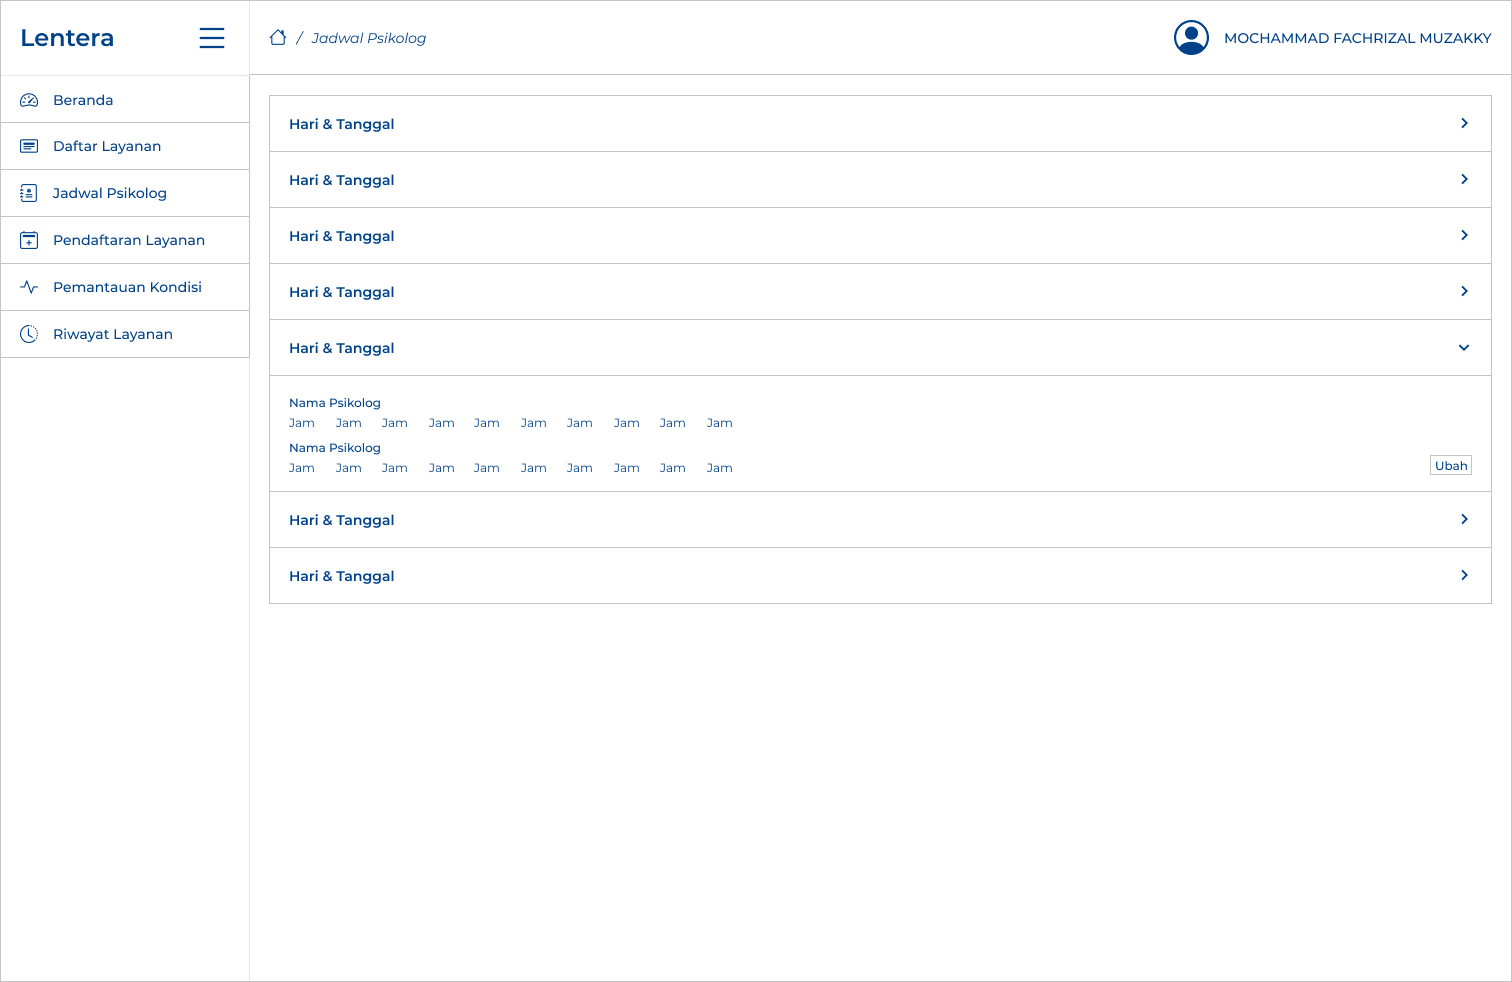 Lentera
/ Jadwal Psikolog
MOCHAMMAD FACHRIZAL MUZAKKY
Beranda
Daftar Layanan
Jadwal Psikolog
Pendaftaran Layanan
Pemantauan Kondisi
Riwayat Layanan
Hari & Tanggal
Hari & Tanggal
Hari & Tanggal
Hari & Tanggal
Hari & Tanggal
Nama Psikolog
Jam Jam Jam Jam Jam Jam Jam Jam Jam Jam
Nama Psikolog
Jam Jam Jam Jam Jam Jam Jam Jam Jam Jam
Ubah
Hari & Tanggal
Hari & Tanggal